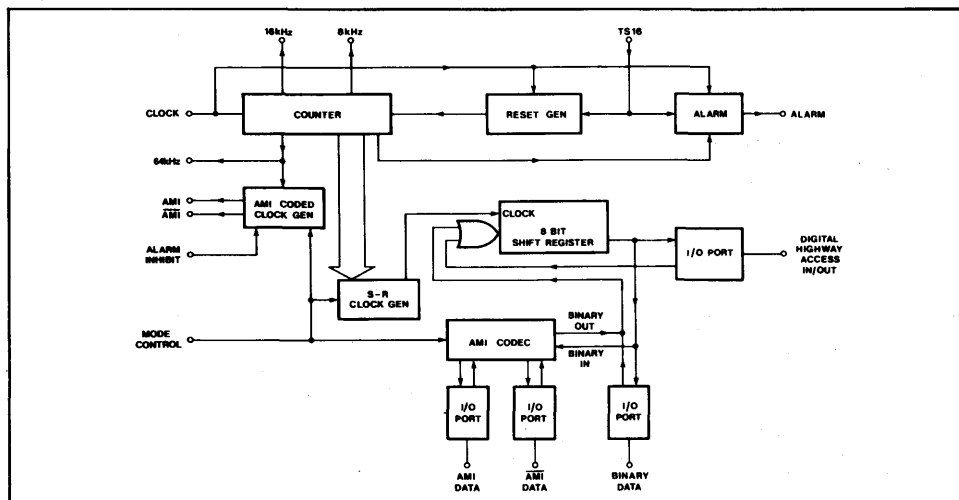 16kHz
8kHz
TS16
CLOCK
COUNTER
RESET GEN
ALARM
ALARM
64kHz
AMI
AMI
AMI CODED
CLOCK GEN
ALARM
INHIBIT
CLOCK
8 BIT
SHIFT REGISTER
I/O PORT
DIGITAL
HIGHWAY
ACCESS
IN/OUT
S-R
CLOCK GEN
MODE
CONTROL
AMI CODEC
BINARY
OUT
BINARY
IN
I/O
PORT
I/O
PORT
I/O
PORT
AMI
DATA
AMI
DATA
BINARY
DATA